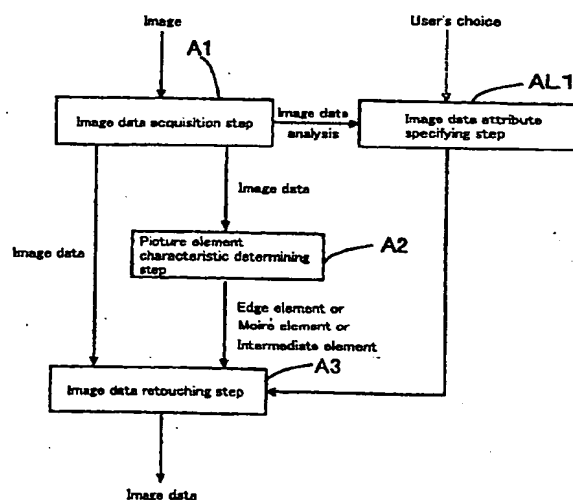 Image
User's choice
A1
AL1
Image data acquisition step
Image data
analysis
Image data attribute
specifying step
Image data
Image data
Picture element
characteristic determining
step
A2
Edge element or
Moiré element or
Intermediate element
A3
Image data retouching step
Image data